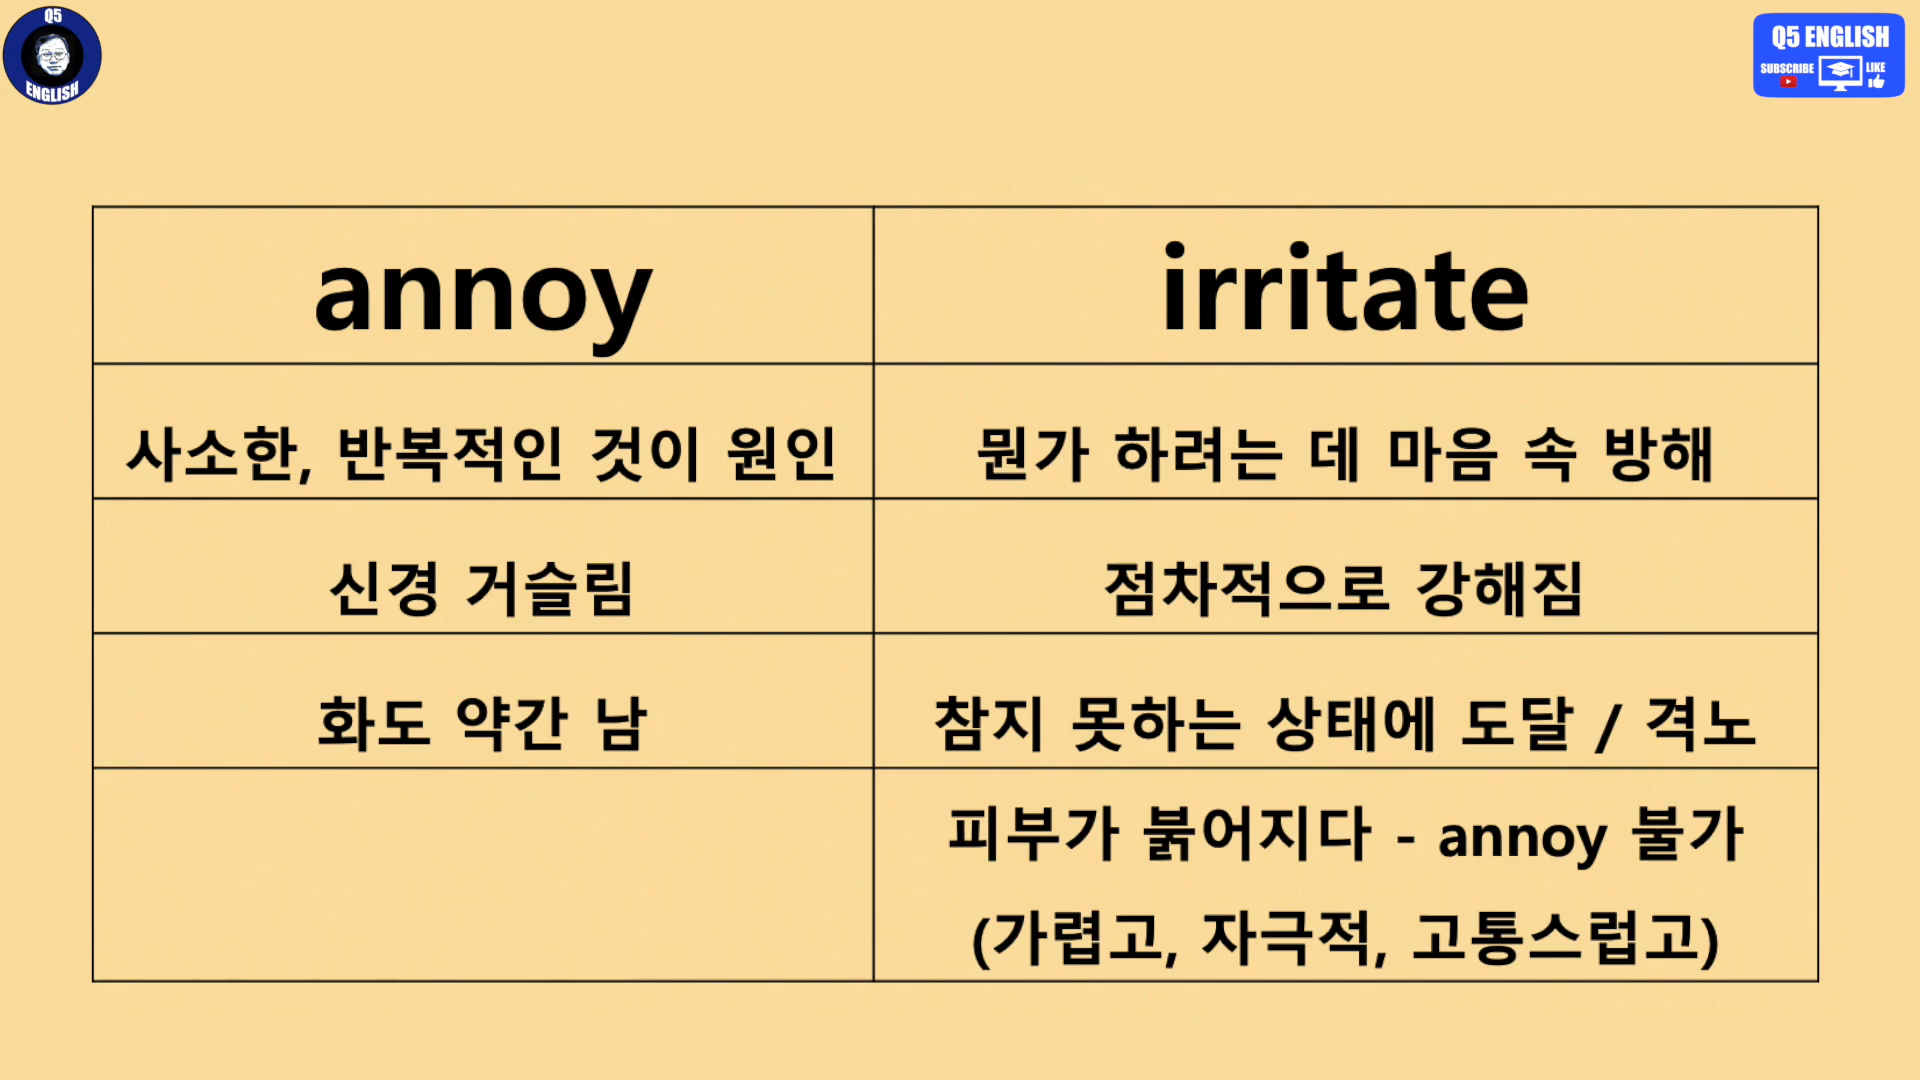 Q5
ENGLISH
Q5 ENGLISH
SUBSCRIBE
LIKE
annoy
irritate
사소한, 반복적인 것이 원인
뭔가 하려는 데 마음 속 방해
신경 거슬림
점차적으로 강해짐
화도 약간 남
참지 못하는 상태에 도달 / 격노
피부가 붉어지다 - annoy 불가
(가렵고, 자극적, 고통스럽고)